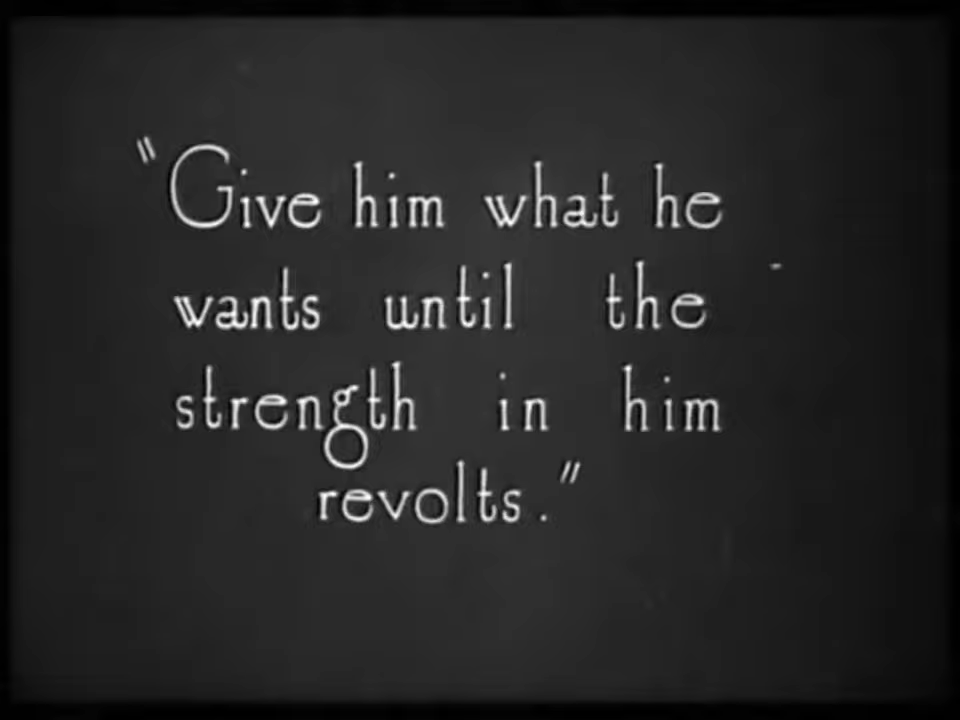 "Give him what he
wants until the
strength in him
revolts."